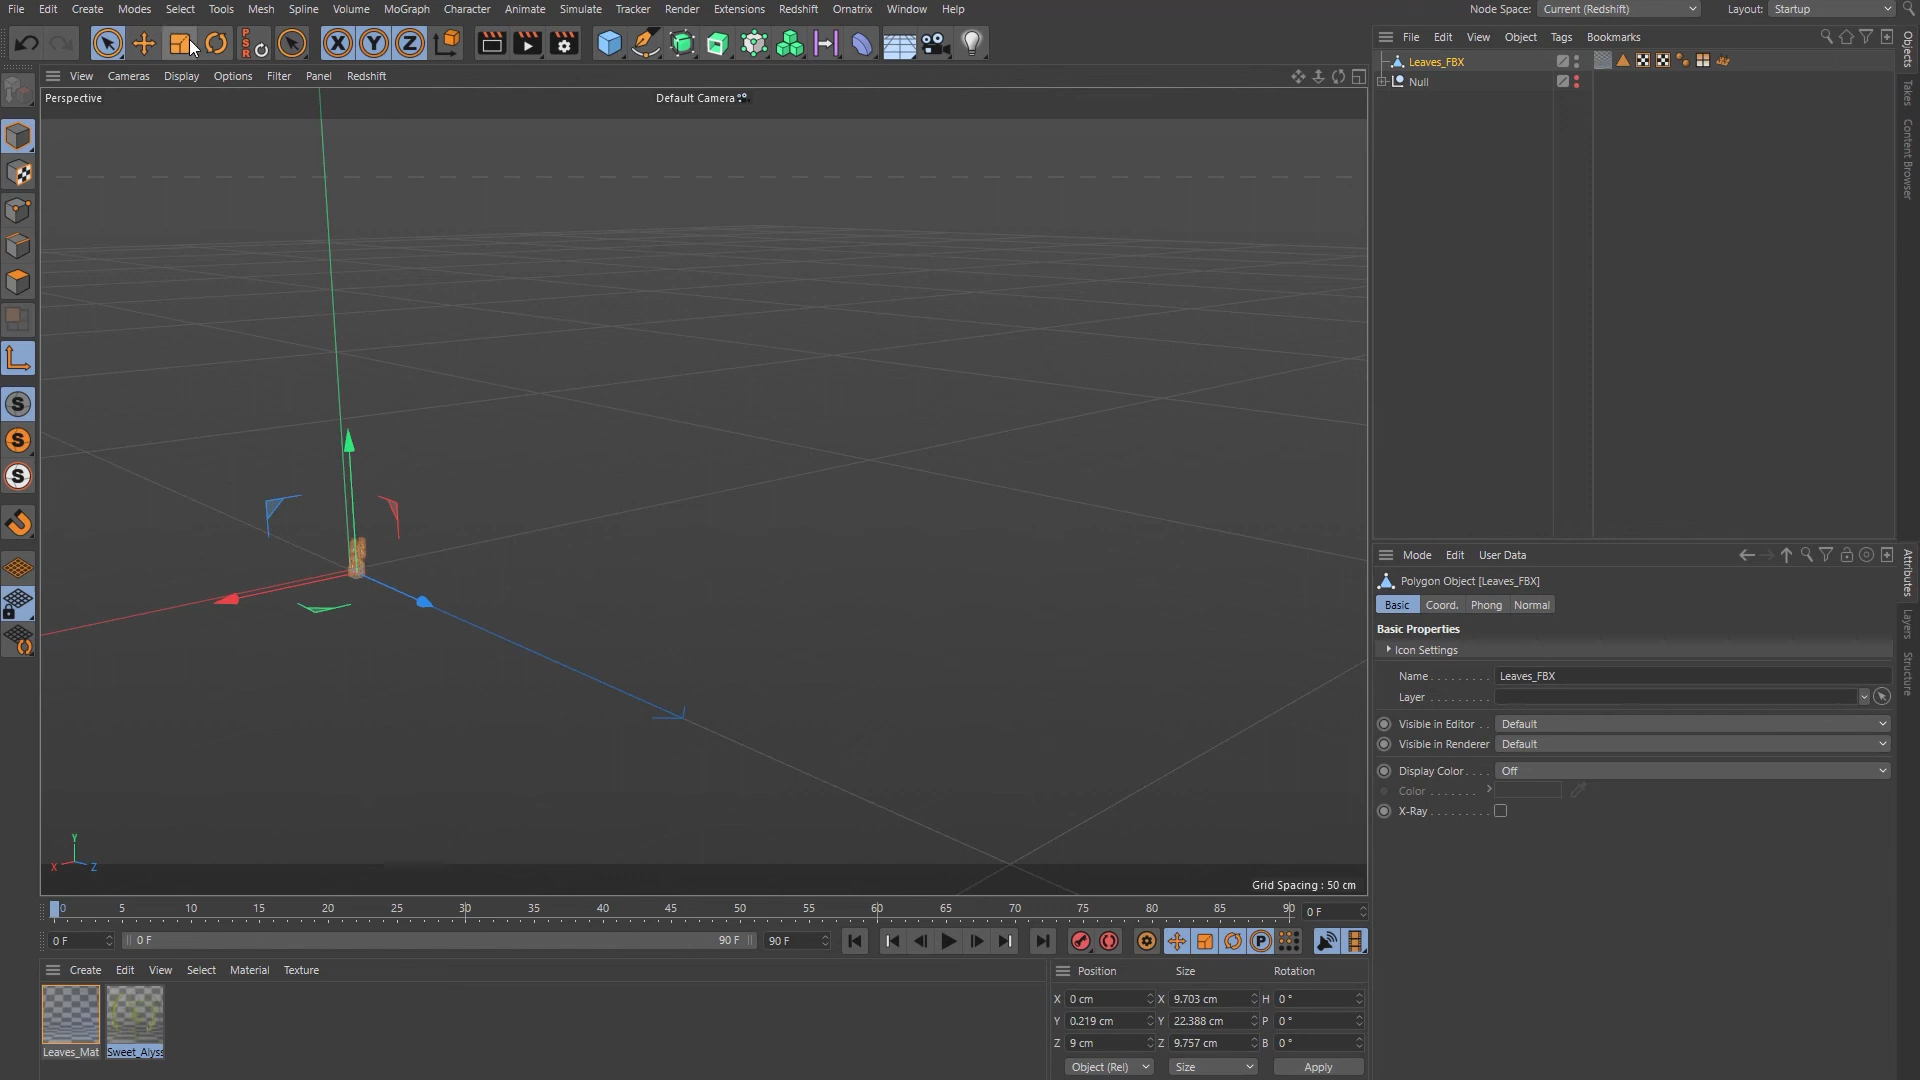 File Edit Create Modes Select Tools Mesh Spline Volume MoGraph Character Animate Simulate Tracker Render Extensions Redshift Ornatrix Window Help Node Space: Current (Redshift) Layout: Startup
View Cameras Display Options Filter Panel Redshift
Perspective Default Camera
Y
X Z
Grid Spacing : 50 cm
0 5 10 15 20 25 30 35 40 45 50 55 60 65 70 75 80 85 90 0 F
0 F 0 F 90 F 90 F
Create Edit View Select Material Texture
Leaves_Mat Sweet_Alyss
Position Size Rotation
X 0 cm X 9.703 cm H 0 °
Y 0.219 cm Y 22.388 cm P 0 °
Z 9 cm Z 9.757 cm B 0 °
Object (Rel) Size Apply
File Edit View Object Tags Bookmarks
Leaves_FBX
Null
Mode Edit User Data
Polygon Object [Leaves_FBX]
Basic Coord. Phong Normal
Basic Properties
Icon Settings
Name . . . . . . . . . Leaves_FBX
Layer . . . . . . . . .
Visible in Editor . . Default
Visible in Renderer Default
Display Color . . . . Off
Color . . . . . . . .
X-Ray . . . . . . . . .
Objects
Takes
Content Browser
Attributes
Layers
Structure
X Y Z
P
S
R
S
S
S
P